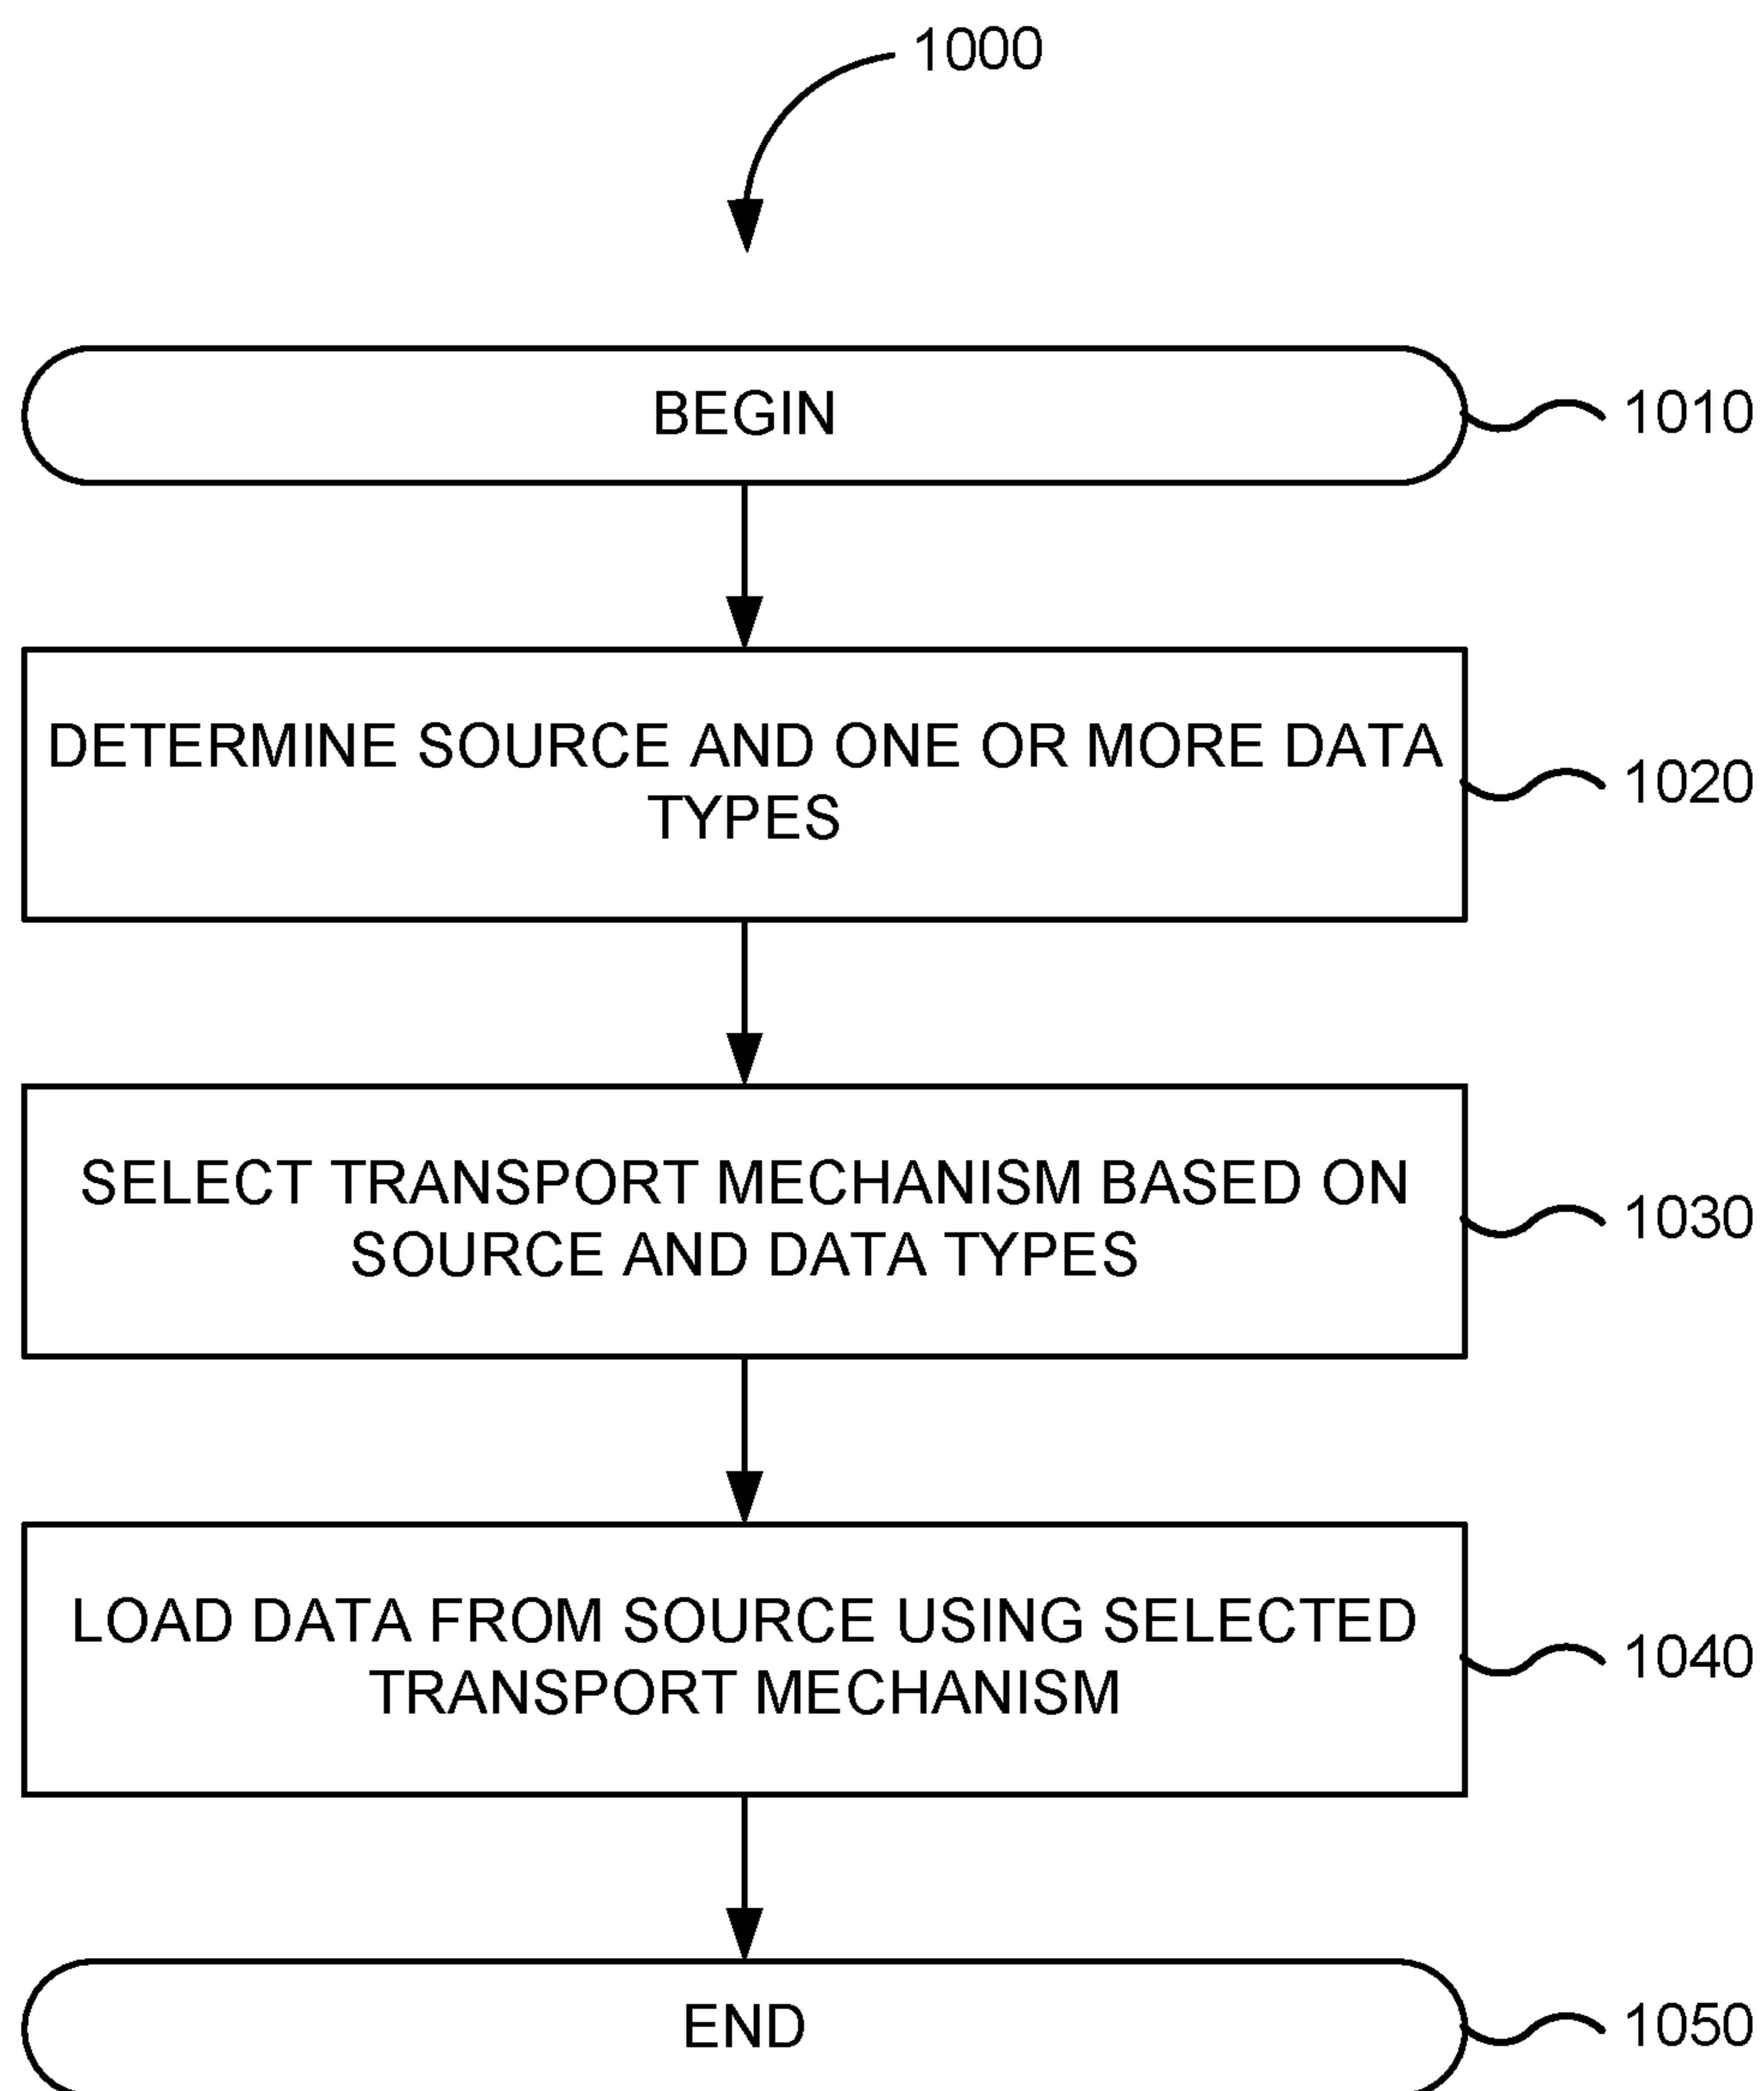 1000
BEGIN
1010
DETERMINE SOURCE AND ONE OR MORE DATA
TYPES
1020
SELECT TRANSPORT MECHANISM BASED ON
SOURCE AND DATA TYPES
1030
LOAD DATA FROM SOURCE USING SELECTED
TRANSPORT MECHANISM
1040
END
1050